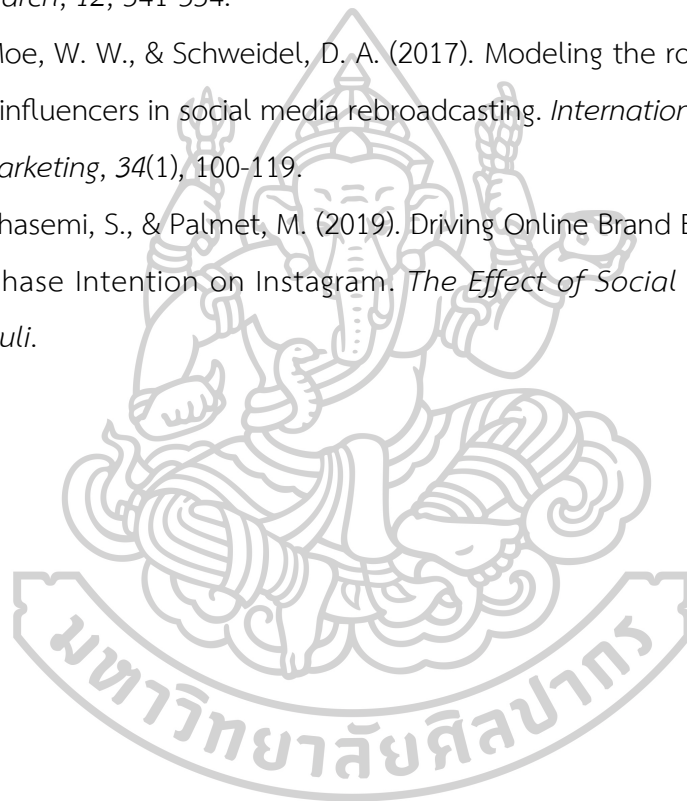 arch, 12, 541-554.
Moe, W. W., & Schweidel, D. A. (2017). Modeling the ro
influencers in social media rebroadcasting. Internation
arketing, 34(1), 100-119.
hasemi, S., & Palmet, M. (2019). Driving Online Brand E
hase Intention on Instagram. The Effect of Social
uli.
มหาวิทยาลัยศิลปากร